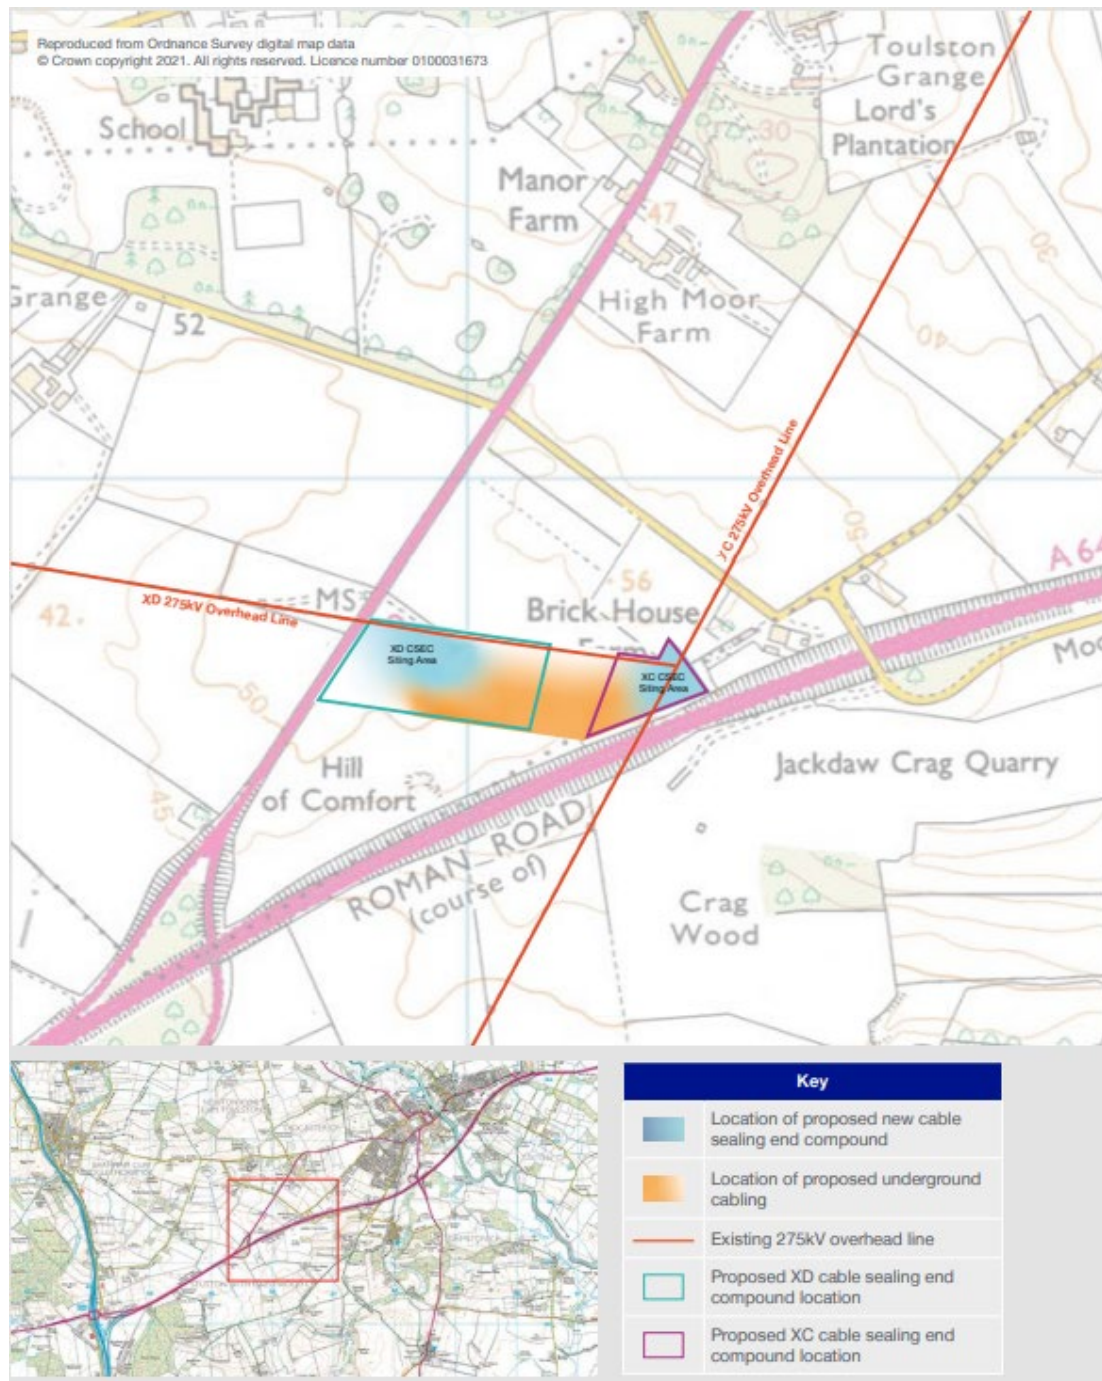 Reproduced from Ordnance Survey digital map data
© Crown copyright 2021. All rights reserved. Licence number 0100031673
Toulston
Grange
Lord's
Plantation
30
School
Manor
Farm
47
30
Grange
52
High Moor
Farm
40
YC 275kV Overhead Line
50
A 64
MS
56
42
XD 275kV Overhead Line
Brick House
Farm
XD CSEC
Siting Area
XC CSEC
Siting Area
50
Moo
Hill
of Comfort
45
Jackdaw Crag Quarry
ROMAN ROAD
(course of)
Crag
Wood
Key
Location of proposed new cable
sealing end compound
Location of proposed underground
cabling
Existing 275kV overhead line
Proposed XD cable sealing end
compound location
Proposed XC cable sealing end
compound location